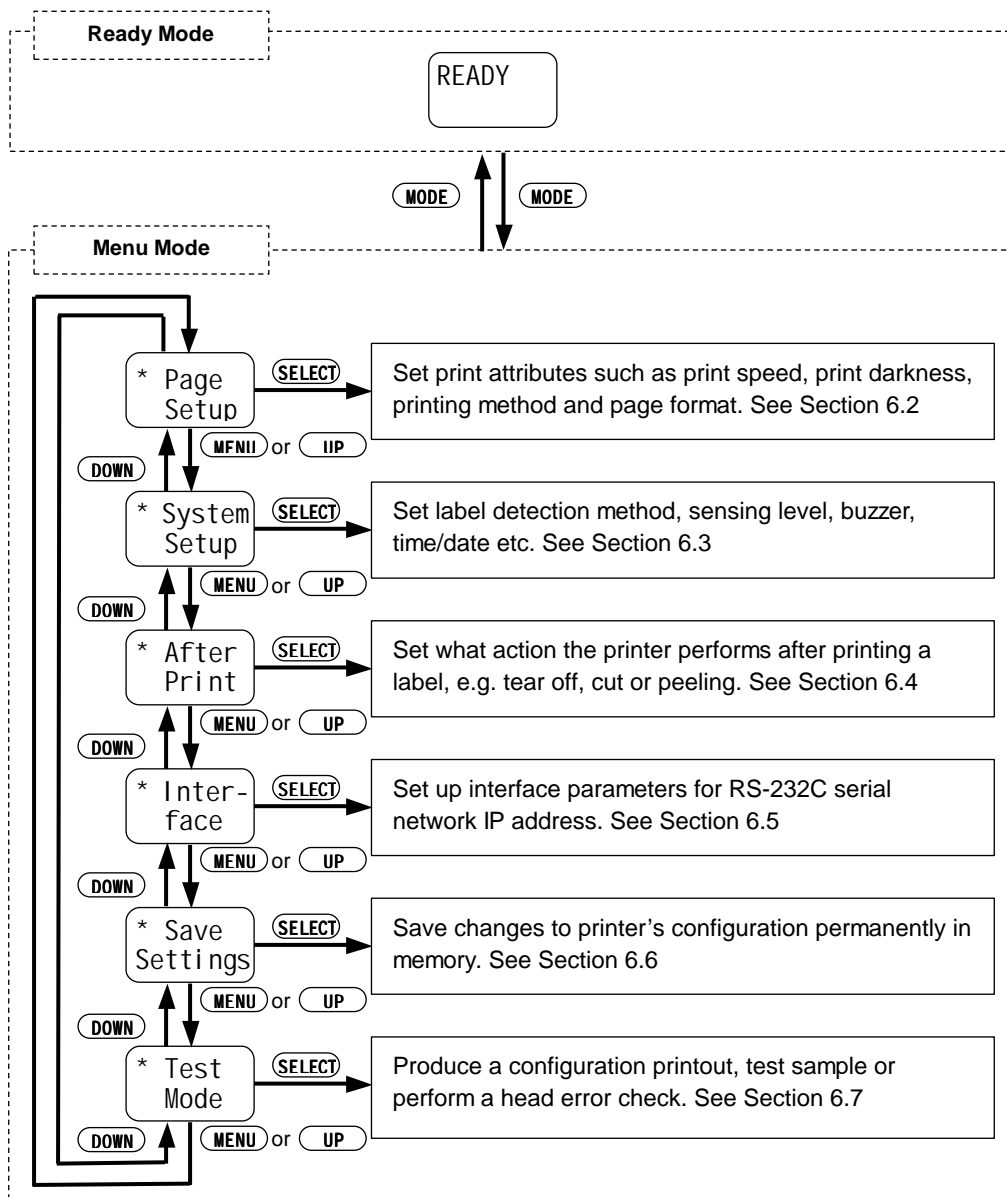 Ready Mode
READY
MODE MODE
Menu Mode
* Page
Setup
SELECT
Set print attributes such as print speed, print darkness,
printing method and page format. See Section 6.2
MENU or UP
DOWN
* System
Setup
SELECT
Set label detection method, sensing level, buzzer,
time/date etc. See Section 6.3
MENU or UP
DOWN
* After
Print
SELECT
Set what action the printer performs after printing a
label, e.g. tear off, cut or peeling. See Section 6.4
MENU or UP
DOWN
* Inter-
face
SELECT
Set up interface parameters for RS-232C serial
network IP address. See Section 6.5
MENU or UP
DOWN
* Save
Settings
SELECT
Save changes to printer's configuration permanently in
memory. See Section 6.6
MENU or UP
DOWN
* Test
Mode
SELECT
Produce a configuration printout, test sample or
perform a head error check. See Section 6.7
DOWN MENU or UP